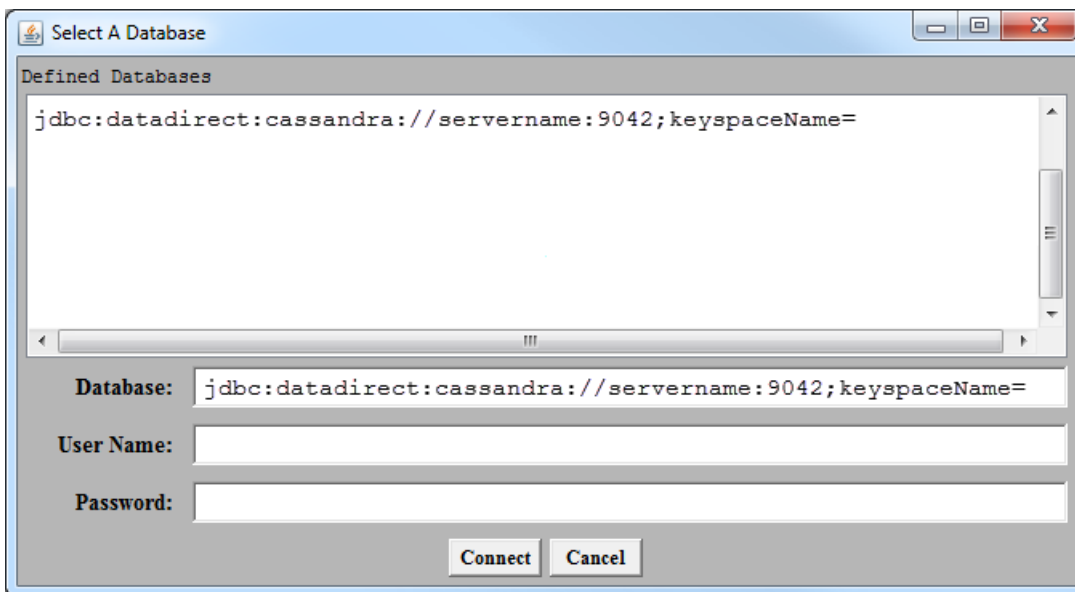 Select A Database
Defined Databases
jdbc:datadirect:cassandra://servername:9042;keyspaceName=
Database: jdbc:datadirect:cassandra://servername:9042;keyspaceName=
User Name:
Password:
Connect Cancel